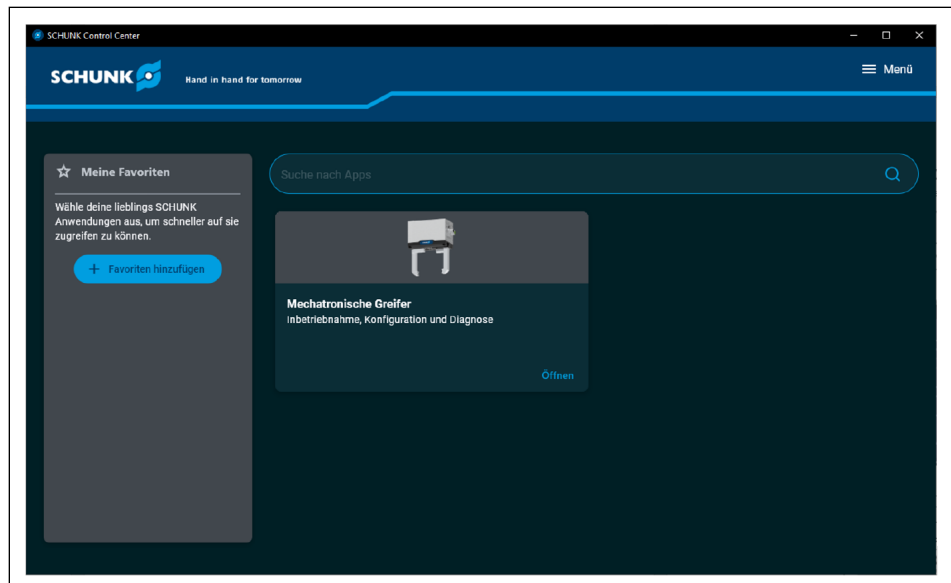 SCHUNK Control Center
SCHUNK
Hand in hand for tomorrow
Menü
Meine Favoriten
Wähle deine lieblings SCHUNK
Anwendungen aus, um schneller auf sie
zugreifen zu können.
+ Favoriten hinzufügen
Suche nach Apps
Mechatronische Greifer
Inbetriebnahme, Konfiguration und Diagnose
Öffnen